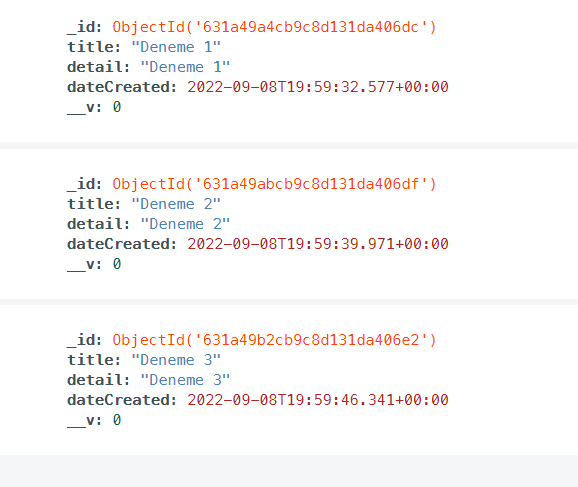 _id: ObjectId('631a49a4cb9c8d131da406dc')
title: "Deneme 1"
detail: "Deneme 1"
dateCreated: 2022-09-08T19:59:32.577+00:00
__v: 0
_id: ObjectId('631a49abcb9c8d131da406df')
title: "Deneme 2"
detail: "Deneme 2"
dateCreated: 2022-09-08T19:59:39.971+00:00
__v: 0
_id: ObjectId('631a49b2cb9c8d131da406e2')
title: "Deneme 3"
detail: "Deneme 3"
dateCreated: 2022-09-08T19:59:46.341+00:00
__v: 0